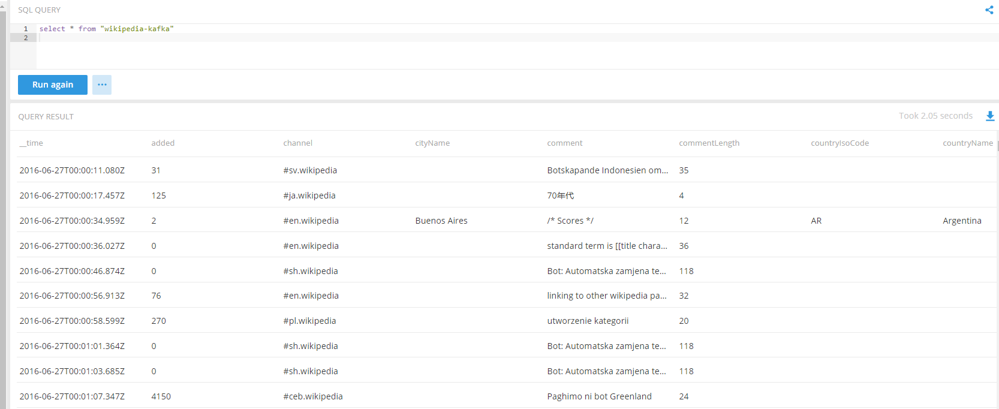 SQL QUERY
1 select * from "wikipedia-kafka"
2
Run again ...
QUERY RESULT Took 2.05 seconds
__time added channel cityName comment commentLength countryIsoCode countryName
2016-06-27T00:00:11.080Z 31 #sv.wikipedia Botskapande Indonesien om... 35
2016-06-27T00:00:17.457Z 125 #ja.wikipedia 70年代 4
2016-06-27T00:00:34.959Z 2 #en.wikipedia Buenos Aires /* Scores */ 12 AR Argentina
2016-06-27T00:00:36.027Z 0 #en.wikipedia standard term is [[title chara... 36
2016-06-27T00:00:46.874Z 0 #sh.wikipedia Bot: Automatska zamjena te... 118
2016-06-27T00:00:56.913Z 76 #en.wikipedia linking to other wikipedia pa... 32
2016-06-27T00:00:58.599Z 270 #pl.wikipedia utworzenie kategorii 20
2016-06-27T00:01:01.364Z 0 #sh.wikipedia Bot: Automatska zamjena te... 118
2016-06-27T00:01:03.685Z 0 #sh.wikipedia Bot: Automatska zamjena te... 118
2016-06-27T00:01:07.347Z 4150 #ceb.wikipedia Paghimo ni bot Greenland 24